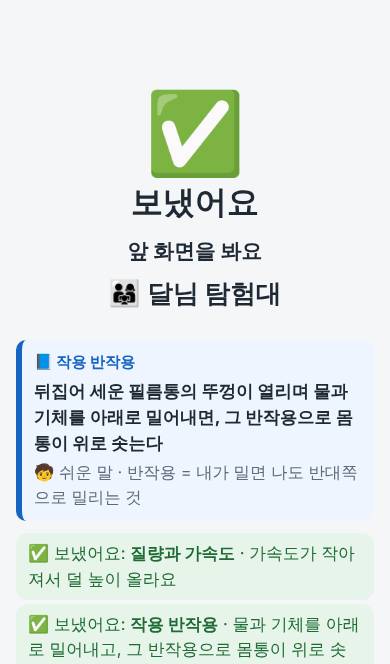 보냈어요
앞 화면을 봐요
👨‍👩‍👧 달님 탐험대
📘 작용 반작용
뒤집어 세운 필름통의 뚜껑이 열리며 물과
기체를 아래로 밀어내면, 그 반작용으로 몸
통이 위로 솟는다
🧒 쉬운 말 · 반작용 = 내가 밀면 나도 반대쪽
으로 밀리는 것
✅ 보냈어요: 질량과 가속도 · 가속도가 작아
져서 덜 높이 올라요
✅ 보냈어요: 작용 반작용 · 물과 기체를 아래
로 밀어내고, 그 반작용으로 몸통이 위로 솟